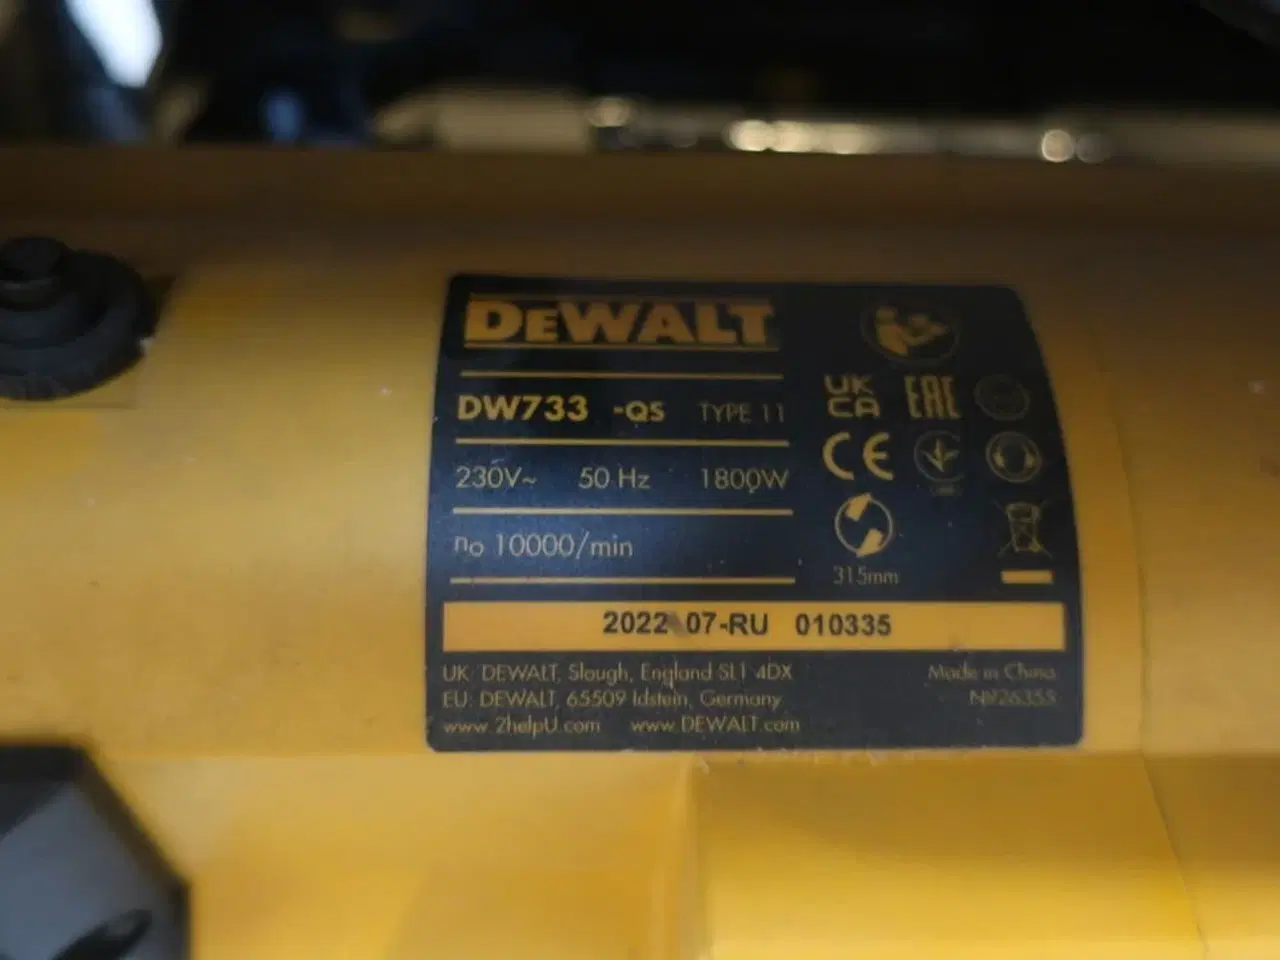 DEWALT
DW733 -QS TYPE 11
UK
CA
EAC
230V~ 50 Hz 1800W
CE
no 10000/min
315mm
2022 07-RU 010335
UK: DEWALT, Slough, England SL1 4DX
Made in China
EU: DEWALT, 65509 Idstein, Germany
www.2helpU.com www.DEWALT.com